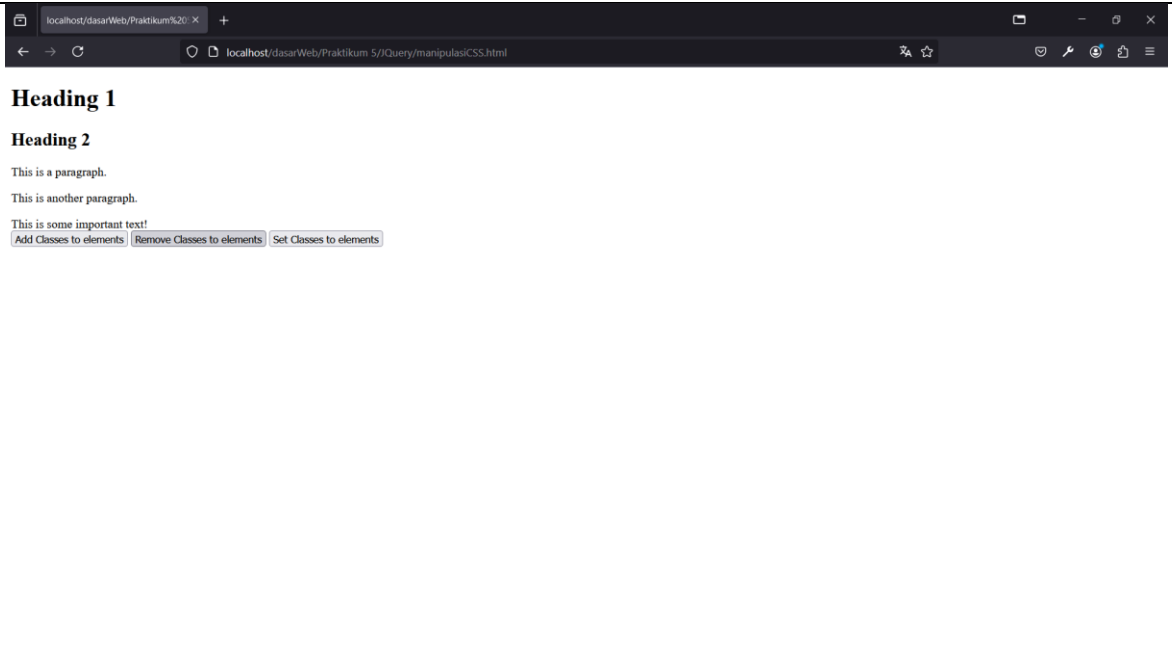 localhost/dasarWeb/Praktikum%20
localhost/dasarWeb/Praktikum 5/JQuery/manipulasiCSS.html
Heading 1
Heading 2
This is a paragraph.
This is another paragraph.
This is some important text!
Add Classes to elements Remove Classes to elements Set Classes to elements